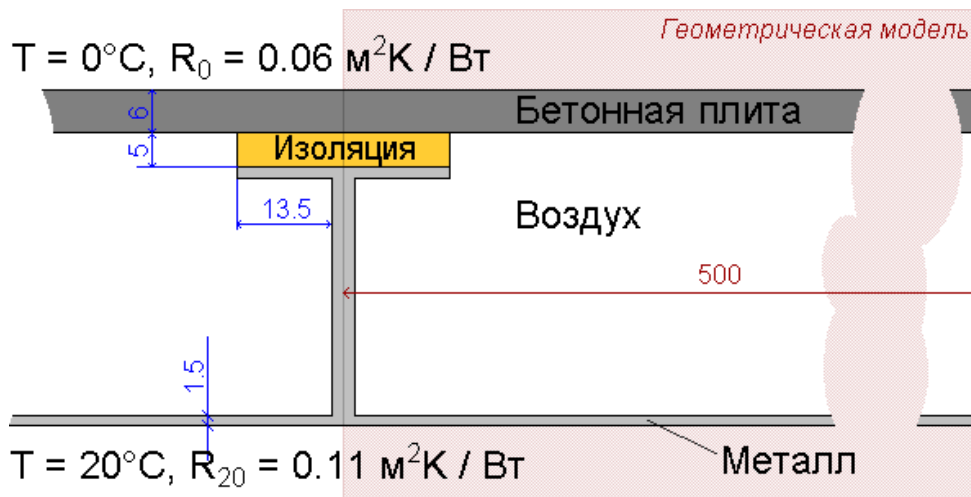 Геометрическая модель
T = 0°C, R₀ = 0.06 м²K / Вт
6
Бетонная плита
5
Изоляция
13.5
Воздух
500
1.5
T = 20°C, R₂₀ = 0.11 м²K / Вт
Металл